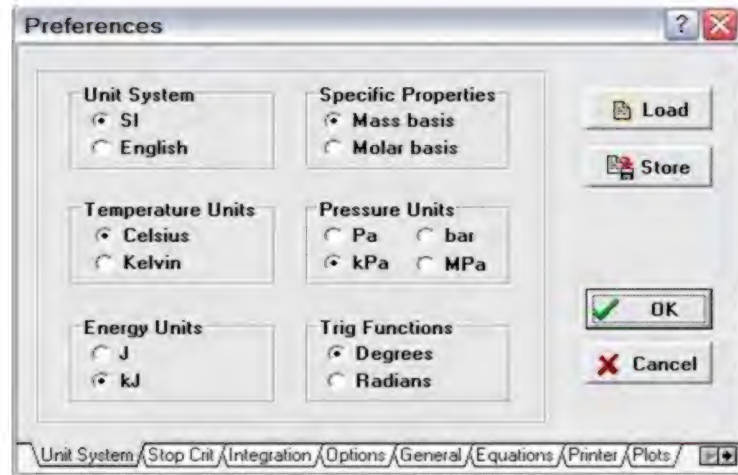 Preferences
?
Unit System
SI
English
Specific Properties
Mass basis
Molar basis
Load
Store
Temperature Units
Celsius
Kelvin
Pressure Units
Pa bar
kPa MPa
Energy Units
J
kJ
Trig Functions
Degrees
Radians
OK
Cancel
Unit System Stop Crit Integration Options General Equations Printer Plots